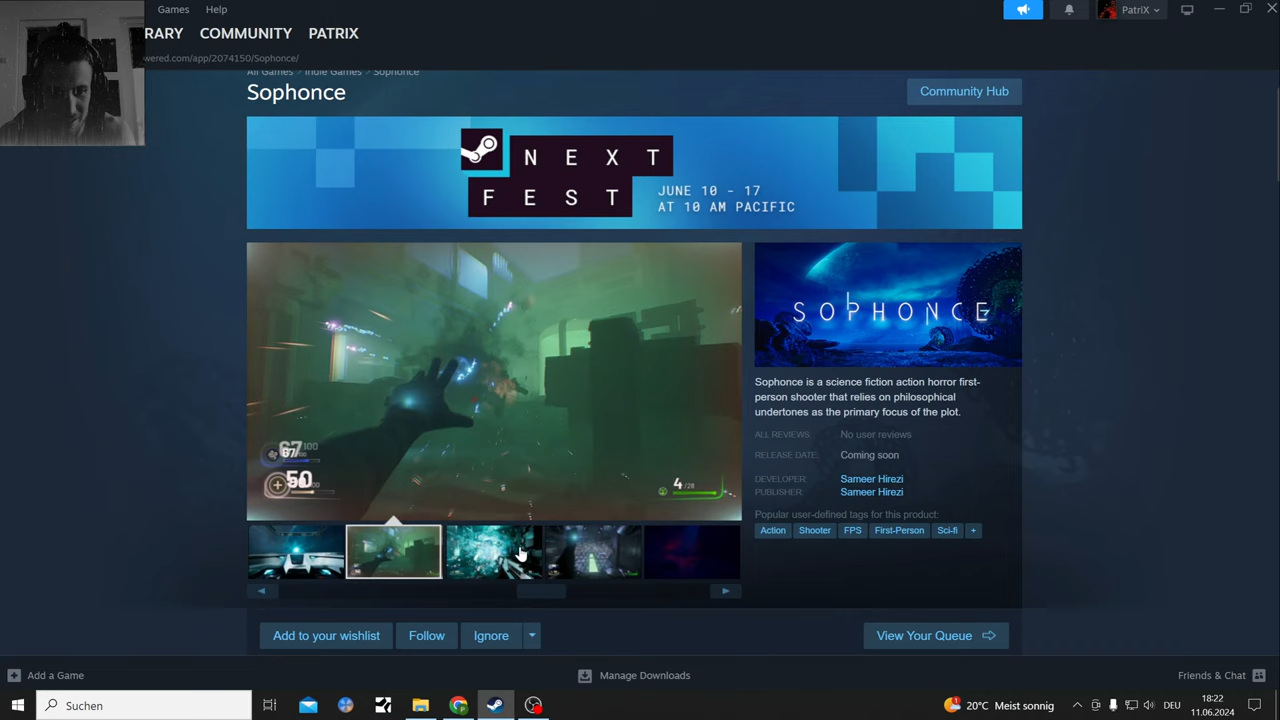 Games Help PatriX
RARY COMMUNITY PATRIX
wered.com/app/2074150/Sophonce/
All Games > Indie Games > Sophonce
Sophonce
Community Hub
NEXT
FEST
JUNE 10 - 17
AT 10 AM PACIFIC
SOPHONCE
Sophonce is a science fiction action horror first-
person shooter that relies on philosophical
undertones as the primary focus of the plot.
ALL REVIEWS: No user reviews
RELEASE DATE: Coming soon
DEVELOPER: Sameer Hirezi
PUBLISHER: Sameer Hirezi
Popular user-defined tags for this product:
Action Shooter FPS First-Person Sci-fi +
67/100
50
4/28
Add to your wishlist Follow Ignore View Your Queue
Add a Game Manage Downloads Friends & Chat
Suchen
20°C Meist sonnig DEU
18:22
11.06.2024